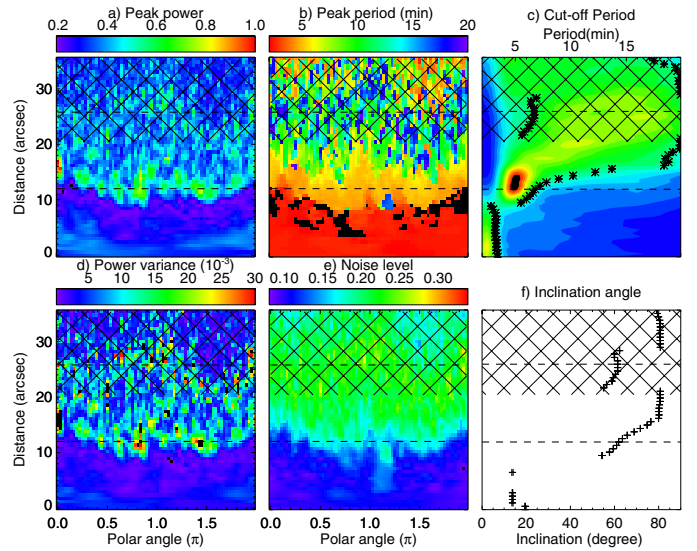 a) Peak power
b) Peak period (min)
c) Cut-off Period
Period(min)
0.2 0.4 0.6 0.8 1.0
5 10 15 20
5 10 15
Distance (arcsec)
30
20
10
0
d) Power variance (10⁻³)
e) Noise level
f) Inclination angle
5 10 15 20 25 30
0.10 0.15 0.20 0.25 0.30
Distance (arcsec)
30
20
10
0
0.0 0.5 1.0 1.5
0.0 0.5 1.0 1.5
0 20 40 60 80
Polar angle (π)
Polar angle (π)
Inclination (degree)